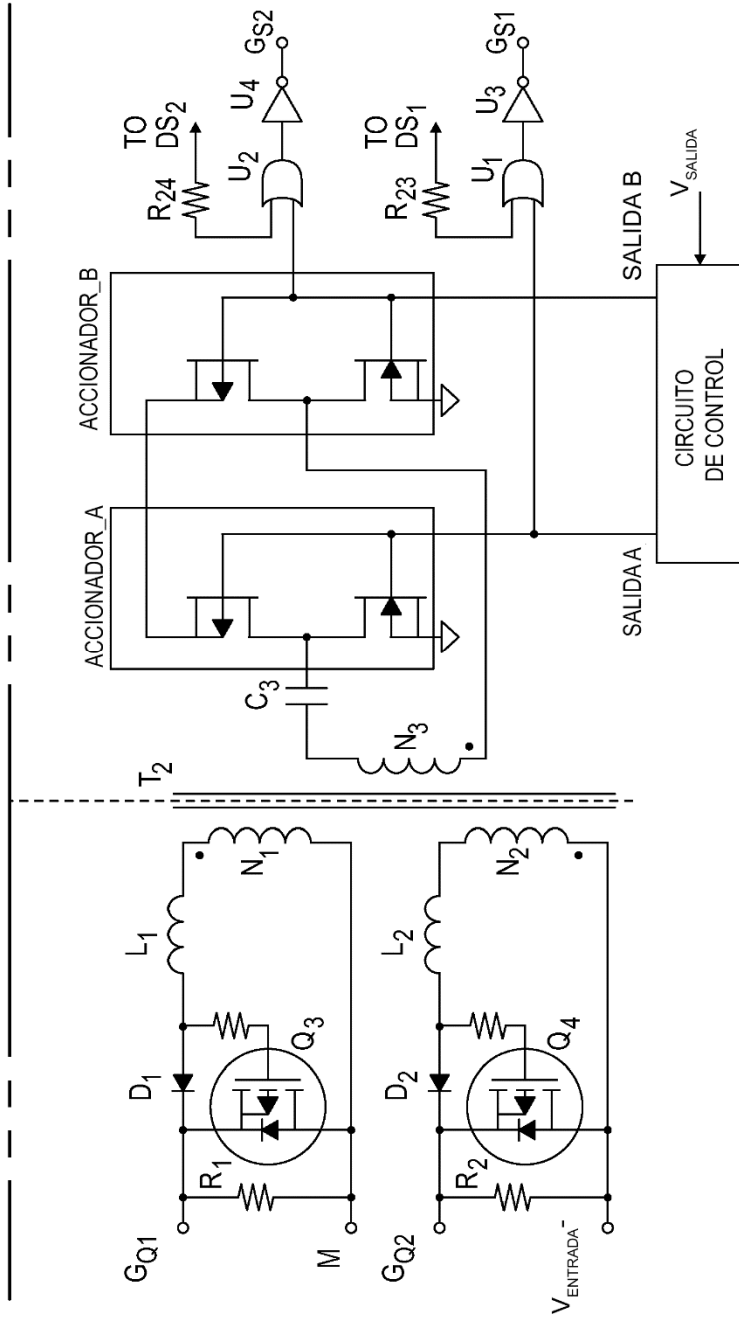 GQ1
M
GQ2
VENTRADA-
R1
D1
Q3
L1
N1
R2
D2
Q4
L2
N2
T2
N3
C3
ACCIONADOR_A
ACCIONADOR_B
R24
TO
DS2
U2
U4
GS2
R23
TO
DS1
U1
U3
GS1
SALIDA A
SALIDA B
CIRCUITO
DE CONTROL
VSALIDA